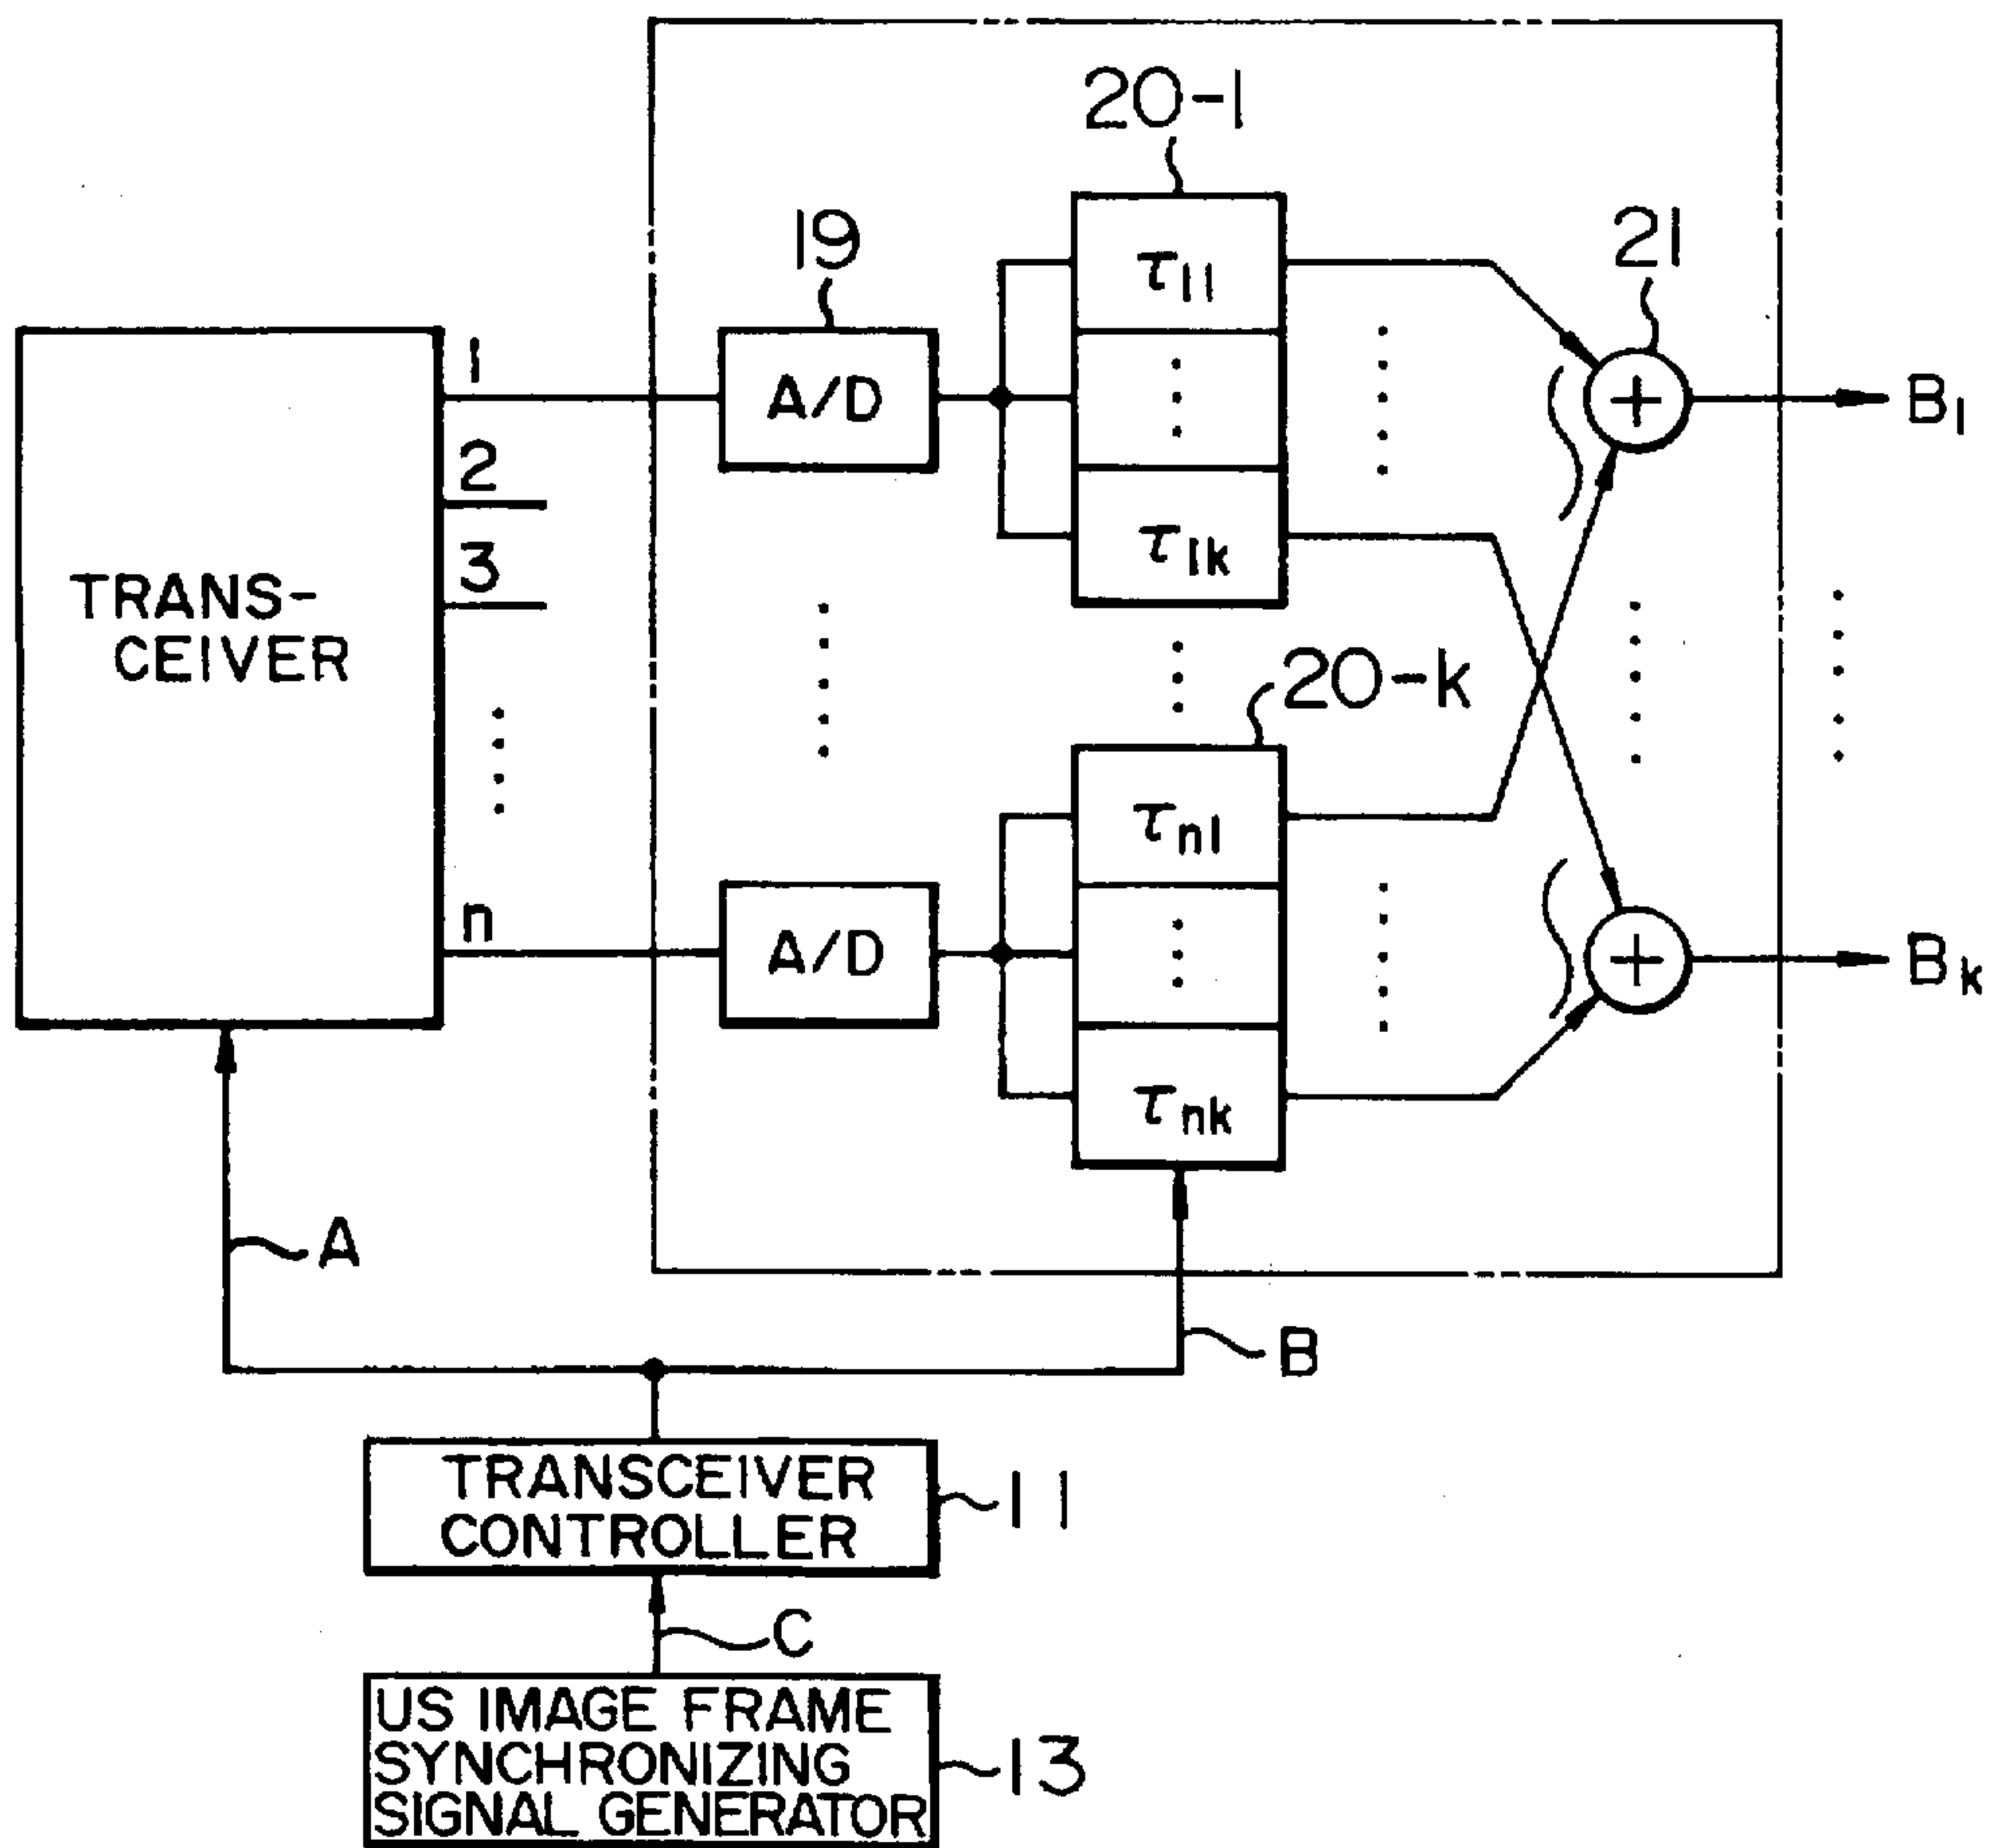 20-1
19
21
τ11
1
A/D
+
B1
2
3
τ1k
TRANS-
CEIVER
20-k
τn1
n
A/D
+
Bk
τnk
A
B
TRANSCEIVER
CONTROLLER
11
C
US IMAGE FRAME
SYNCHRONIZING
SIGNAL GENERATOR
13